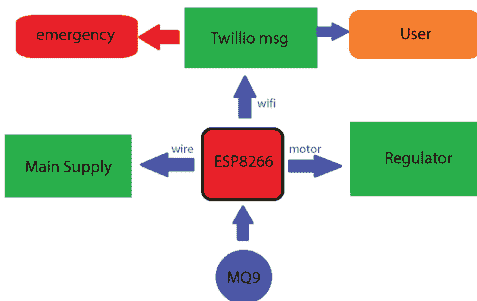 emergency
Twillio msg
User
wifi
wire
motor
Main Supply
ESP8266
Regulator
MQ9